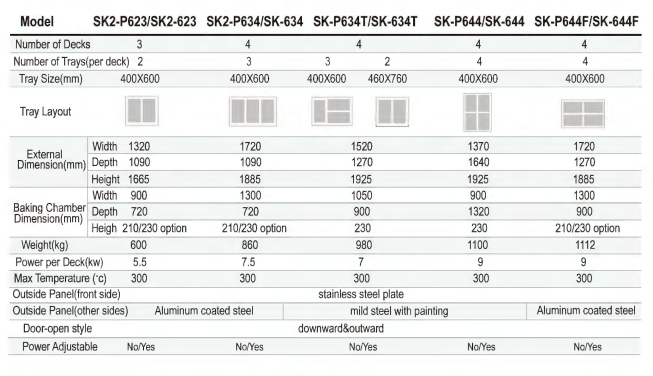 Model SK2-P623/SK2-623 SK2-P634/SK-634 SK-P634T/SK-634T SK-P644/SK-644 SK-P644F/SK-644F
Number of Decks 3 4 4 4 4
Number of Trays(per deck) 2 3 3 2 4 4
Tray Size(mm) 400X600 400X600 400X600 460X760 400X600 400X600
Tray Layout
External Dimension(mm) Width 1320 1720 1520 1370 1720
Depth 1090 1090 1270 1640 1270
Height 1665 1885 1925 1925 1885
Baking Chamber Dimension(mm) Width 900 1300 1050 900 1300
Depth 720 720 900 1320 900
Heigh 210/230 option 210/230 option 230 230 210/230 option
Weight(kg) 600 860 980 1100 1112
Power per Deck(kw) 5.5 7.5 7 9 9
Max Temperature (°c) 300 300 300 300 300
Outside Panel(front side) stainless steel plate
Outside Panel(other sides) Aluminum coated steel mild steel with painting Aluminum coated steel
Door-open style downward&outward
Power Adjustable No/Yes No/Yes No/Yes No/Yes No/Yes